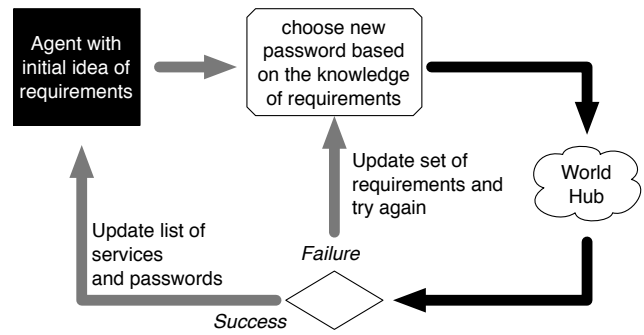 Agent with
initial idea of
requirements
choose new
password based
on the knowledge
of requirements
World
Hub
Update set of
requirements and
try again
Update list of
services
and passwords
Failure
Success